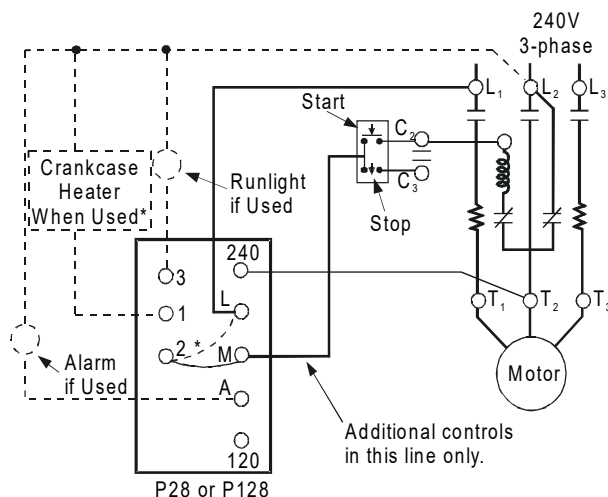 240V
3-phase
L1
L2
L3
Start
C2
C3
Stop
Crankcase
Heater
When Used*
Runlight
if Used
240
3
L
1
2 *
M
A
120
T1
T2
T3
Motor
Alarm
if Used
Additional controls
in this line only.
P28 or P128